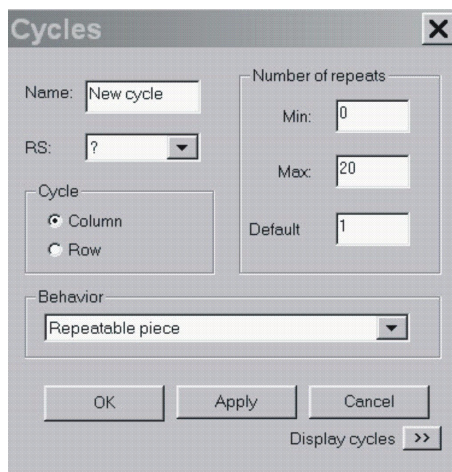 Cycles
Name: New cycle
RS: ?
Cycle
Column
Row
Number of repeats
Min: 0
Max: 20
Default 1
Behavior
Repeatable piece
OK Apply Cancel
Display cycles >>